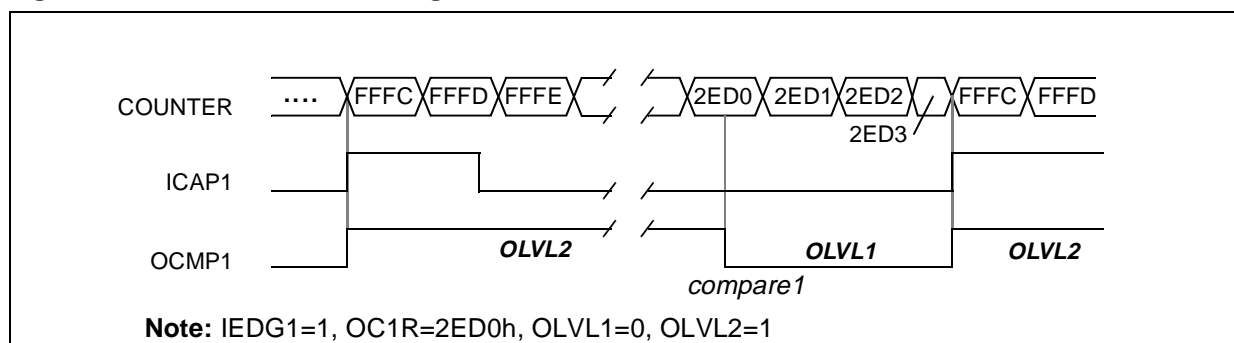 COUNTER .... FFFC FFFD FFFE 2ED0 2ED1 2ED2 FFFC FFFD
2ED3
ICAP1
OLVL2 OLVL1 OLVL2
OCMP1
compare1
Note: IEDG1=1, OC1R=2ED0h, OLVL1=0, OLVL2=1